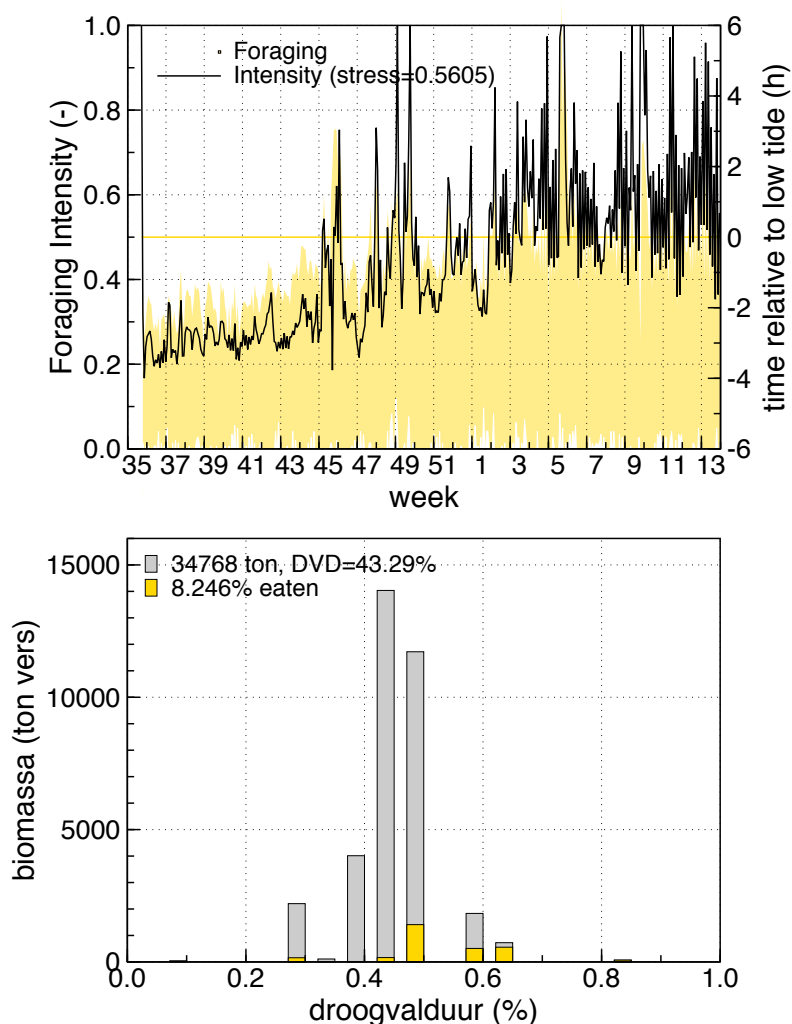 Foraging
Intensity (stress=0.5605)
1.0
0.8
0.6
0.4
0.2
0.0
Foraging Intensity (-)
6
4
2
0
-2
-4
-6
time relative to low tide (h)
35 37 39 41 43 45 47 49 51 1 3 5 7 9 11 13
week
34768 ton, DVD=43.29%
8.246% eaten
15000
10000
5000
0
biomassa (ton vers)
0.0 0.2 0.4 0.6 0.8 1.0
droogvalduur (%)